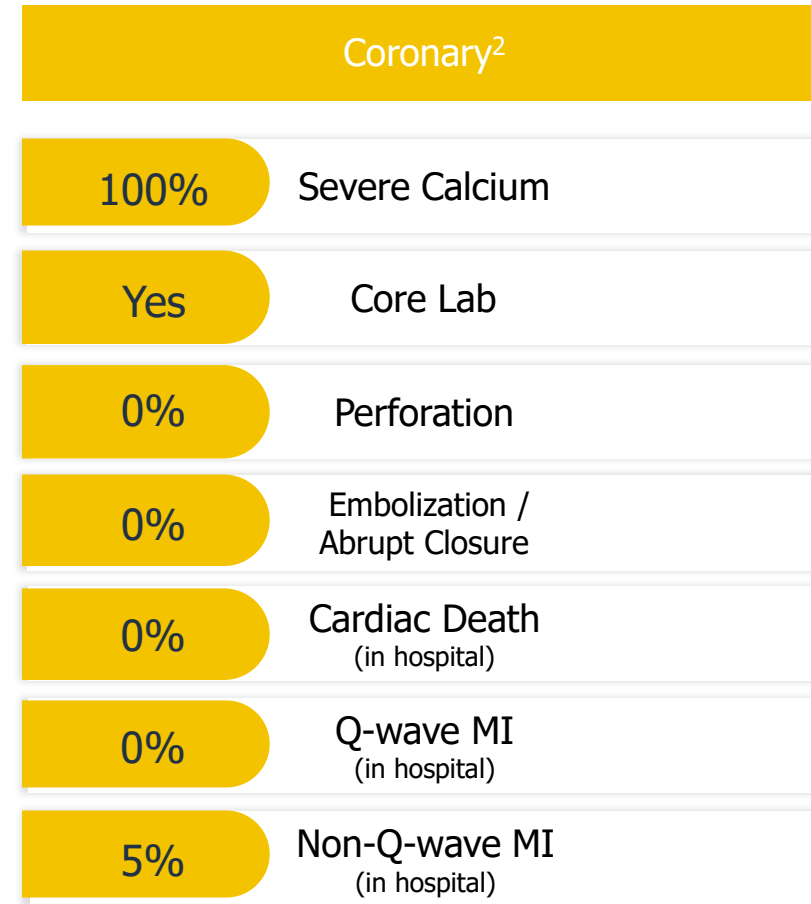 Coronary²
100% Severe Calcium
Yes Core Lab
0% Perforation
0% Embolization /
Abrupt Closure
0% Cardiac Death
(in hospital)
0% Q-wave MI
(in hospital)
5% Non-Q-wave MI
(in hospital)